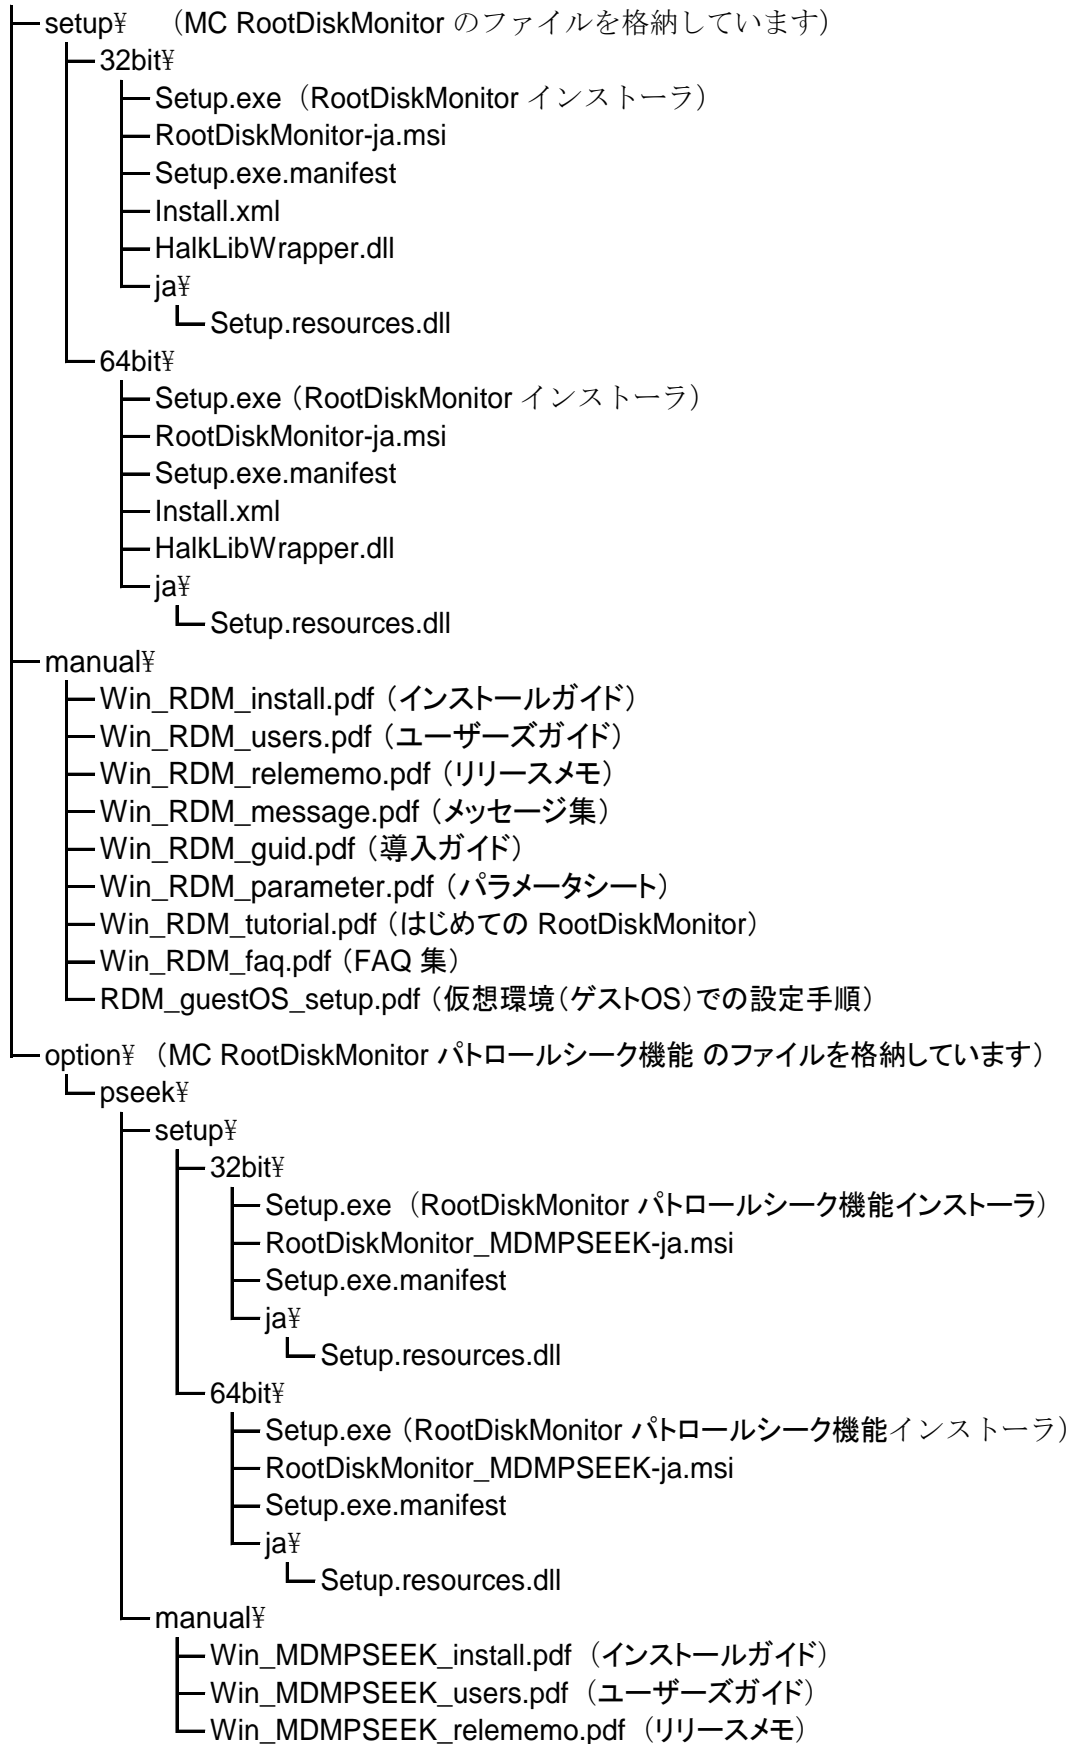 setup¥ （MC RootDiskMonitor のファイルを格納しています）
32bit¥
Setup.exe（RootDiskMonitor インストーラ）
RootDiskMonitor-ja.msi
Setup.exe.manifest
Install.xml
HalkLibWrapper.dll
ja¥
Setup.resources.dll
64bit¥
Setup.exe（RootDiskMonitor インストーラ）
RootDiskMonitor-ja.msi
Setup.exe.manifest
Install.xml
HalkLibWrapper.dll
ja¥
Setup.resources.dll
manual¥
Win_RDM_install.pdf（インストールガイド）
Win_RDM_users.pdf（ユーザーズガイド）
Win_RDM_relememo.pdf（リリースメモ）
Win_RDM_message.pdf（メッセージ集）
Win_RDM_guid.pdf（導入ガイド）
Win_RDM_parameter.pdf（パラメータシート）
Win_RDM_tutorial.pdf（はじめての RootDiskMonitor）
Win_RDM_faq.pdf（FAQ 集）
RDM_guestOS_setup.pdf（仮想環境（ゲストOS）での設定手順）
option¥ （MC RootDiskMonitor パトロールシーク機能 のファイルを格納しています）
pseek¥
setup¥
32bit¥
Setup.exe（RootDiskMonitor パトロールシーク機能インストーラ）
RootDiskMonitor_MDMPSEEK-ja.msi
Setup.exe.manifest
ja¥
Setup.resources.dll
64bit¥
Setup.exe（RootDiskMonitor パトロールシーク機能インストーラ）
RootDiskMonitor_MDMPSEEK-ja.msi
Setup.exe.manifest
ja¥
Setup.resources.dll
manual¥
Win_MDMPSEEK_install.pdf （インストールガイド）
Win_MDMPSEEK_users.pdf （ユーザーズガイド）
Win_MDMPSEEK_relememo.pdf （リリースメモ）